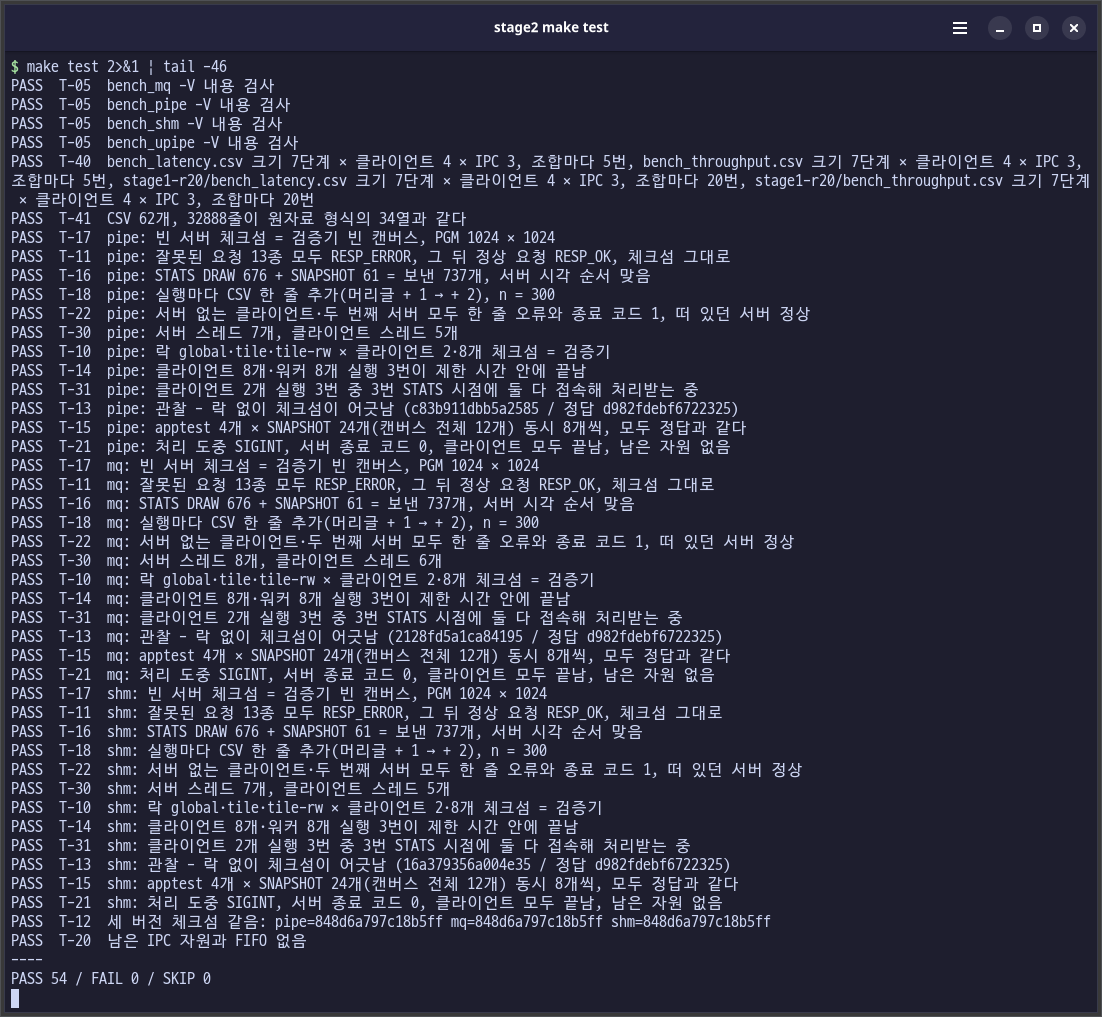 stage2 make test
$ make test 2>&1 | tail -46
PASS  T-05  bench_mq -V 내용 검사
PASS  T-05  bench_pipe -V 내용 검사
PASS  T-05  bench_shm -V 내용 검사
PASS  T-05  bench_upipe -V 내용 검사
PASS  T-40  bench_latency.csv 크기 7단계 × 클라이언트 4 × IPC 3, 조합마다 5번, bench_throughput.csv 크기 7단계 × 클라이언트 4 × IPC 3,
조합마다 5번, stage1-r20/bench_latency.csv 크기 7단계 × 클라이언트 4 × IPC 3, 조합마다 20번, stage1-r20/bench_throughput.csv 크기 7단계
× 클라이언트 4 × IPC 3, 조합마다 20번
PASS  T-41  CSV 62개, 32888줄이 원자료 형식의 34열과 같다
PASS  T-17  pipe: 빈 서버 체크섬 = 검증기 빈 캔버스, PGM 1024 × 1024
PASS  T-11  pipe: 잘못된 요청 13종 모두 RESP_ERROR, 그 뒤 정상 요청 RESP_OK, 체크섬 그대로
PASS  T-16  pipe: STATS DRAW 676 + SNAPSHOT 61 = 보낸 737개, 서버 시각 순서 맞음
PASS  T-18  pipe: 실행마다 CSV 한 줄 추가(머리글 + 1 → + 2), n = 300
PASS  T-22  pipe: 서버 없는 클라이언트·두 번째 서버 모두 한 줄 오류와 종료 코드 1, 떠 있던 서버 정상
PASS  T-30  pipe: 서버 스레드 7개, 클라이언트 스레드 5개
PASS  T-10  pipe: 락 global·tile·tile-rw × 클라이언트 2·8개 체크섬 = 검증기
PASS  T-14  pipe: 클라이언트 8개·워커 8개 실행 3번이 제한 시간 안에 끝남
PASS  T-31  pipe: 클라이언트 2개 실행 3번 중 3번 STATS 시점에 둘 다 접속해 처리받는 중
PASS  T-13  pipe: 관찰 - 락 없이 체크섬이 어긋남 (c83b911dbb5a2585 / 정답 d982fdebf6722325)
PASS  T-15  pipe: apptest 4개 × SNAPSHOT 24개(캔버스 전체 12개) 동시 8개씩, 모두 정답과 같다
PASS  T-21  pipe: 처리 도중 SIGINT, 서버 종료 코드 0, 클라이언트 모두 끝남, 남은 자원 없음
PASS  T-17  mq: 빈 서버 체크섬 = 검증기 빈 캔버스, PGM 1024 × 1024
PASS  T-11  mq: 잘못된 요청 13종 모두 RESP_ERROR, 그 뒤 정상 요청 RESP_OK, 체크섬 그대로
PASS  T-16  mq: STATS DRAW 676 + SNAPSHOT 61 = 보낸 737개, 서버 시각 순서 맞음
PASS  T-18  mq: 실행마다 CSV 한 줄 추가(머리글 + 1 → + 2), n = 300
PASS  T-22  mq: 서버 없는 클라이언트·두 번째 서버 모두 한 줄 오류와 종료 코드 1, 떠 있던 서버 정상
PASS  T-30  mq: 서버 스레드 8개, 클라이언트 스레드 6개
PASS  T-10  mq: 락 global·tile·tile-rw × 클라이언트 2·8개 체크섬 = 검증기
PASS  T-14  mq: 클라이언트 8개·워커 8개 실행 3번이 제한 시간 안에 끝남
PASS  T-31  mq: 클라이언트 2개 실행 3번 중 3번 STATS 시점에 둘 다 접속해 처리받는 중
PASS  T-13  mq: 관찰 - 락 없이 체크섬이 어긋남 (2128fd5a1ca84195 / 정답 d982fdebf6722325)
PASS  T-15  mq: apptest 4개 × SNAPSHOT 24개(캔버스 전체 12개) 동시 8개씩, 모두 정답과 같다
PASS  T-21  mq: 처리 도중 SIGINT, 서버 종료 코드 0, 클라이언트 모두 끝남, 남은 자원 없음
PASS  T-17  shm: 빈 서버 체크섬 = 검증기 빈 캔버스, PGM 1024 × 1024
PASS  T-11  shm: 잘못된 요청 13종 모두 RESP_ERROR, 그 뒤 정상 요청 RESP_OK, 체크섬 그대로
PASS  T-16  shm: STATS DRAW 676 + SNAPSHOT 61 = 보낸 737개, 서버 시각 순서 맞음
PASS  T-18  shm: 실행마다 CSV 한 줄 추가(머리글 + 1 → + 2), n = 300
PASS  T-22  shm: 서버 없는 클라이언트·두 번째 서버 모두 한 줄 오류와 종료 코드 1, 떠 있던 서버 정상
PASS  T-30  shm: 서버 스레드 7개, 클라이언트 스레드 5개
PASS  T-10  shm: 락 global·tile·tile-rw × 클라이언트 2·8개 체크섬 = 검증기
PASS  T-14  shm: 클라이언트 8개·워커 8개 실행 3번이 제한 시간 안에 끝남
PASS  T-31  shm: 클라이언트 2개 실행 3번 중 3번 STATS 시점에 둘 다 접속해 처리받는 중
PASS  T-13  shm: 관찰 - 락 없이 체크섬이 어긋남 (16a379356a004e35 / 정답 d982fdebf6722325)
PASS  T-15  shm: apptest 4개 × SNAPSHOT 24개(캔버스 전체 12개) 동시 8개씩, 모두 정답과 같다
PASS  T-21  shm: 처리 도중 SIGINT, 서버 종료 코드 0, 클라이언트 모두 끝남, 남은 자원 없음
PASS  T-12  세 버전 체크섬 같음: pipe=848d6a797c18b5ff mq=848d6a797c18b5ff shm=848d6a797c18b5ff
PASS  T-20  남은 IPC 자원과 FIFO 없음
----
PASS 54 / FAIL 0 / SKIP 0